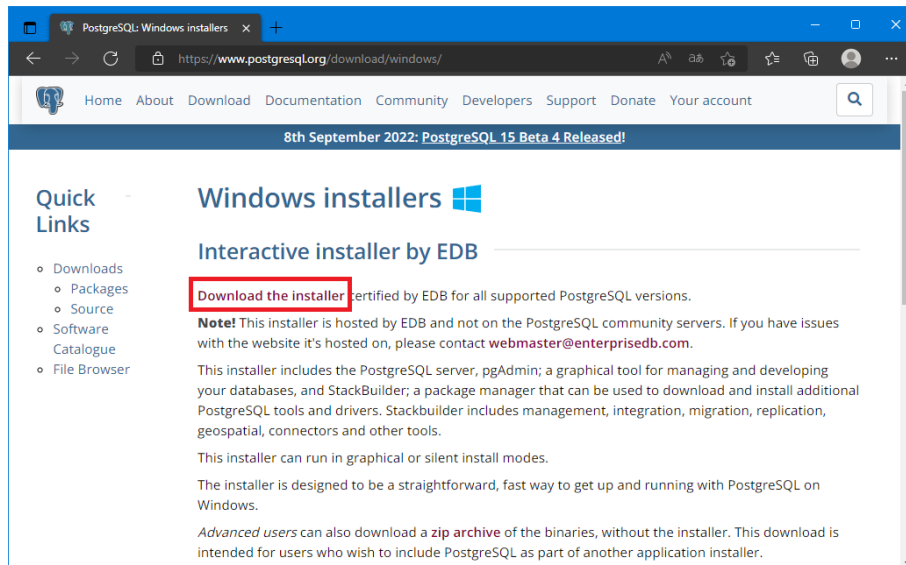 PostgreSQL: Windows installers
https://www.postgresql.org/download/windows/
Home About Download Documentation Community Developers Support Donate Your account
8th September 2022: PostgreSQL 15 Beta 4 Released!
Quick
Links
Downloads
Packages
Source
Software
Catalogue
File Browser
Windows installers
Interactive installer by EDB
Download the installer certified by EDB for all supported PostgreSQL versions.
Note! This installer is hosted by EDB and not on the PostgreSQL community servers. If you have issues
with the website it's hosted on, please contact webmaster@enterprisedb.com.
This installer includes the PostgreSQL server, pgAdmin; a graphical tool for managing and developing
your databases, and StackBuilder; a package manager that can be used to download and install additional
PostgreSQL tools and drivers. Stackbuilder includes management, integration, migration, replication,
geospatial, connectors and other tools.
This installer can run in graphical or silent install modes.
The installer is designed to be a straightforward, fast way to get up and running with PostgreSQL on
Windows.
Advanced users can also download a zip archive of the binaries, without the installer. This download is
intended for users who wish to include PostgreSQL as part of another application installer.